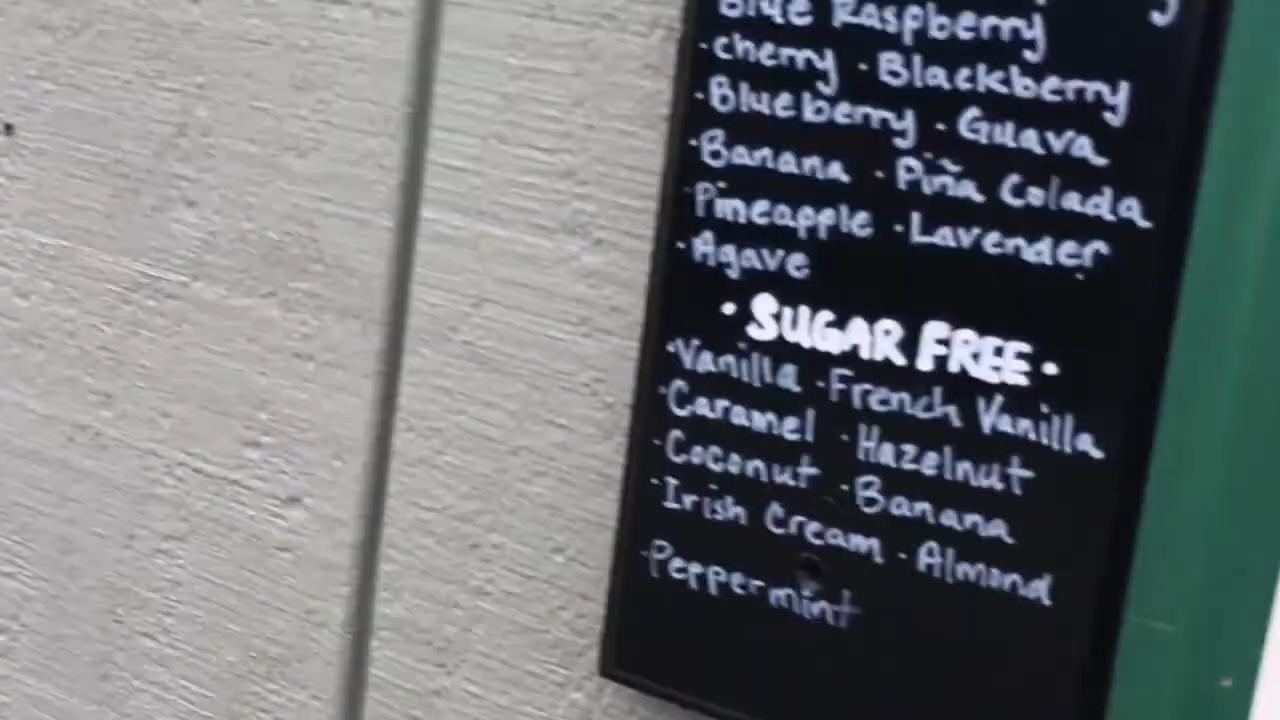 Blue Raspberry
·cherry ·Blackberry
·Blueberry ·Guava
·Banana ·Piña Colada
·Pineapple ·Lavender
·Agave
·SUGAR FREE·
·Vanilla ·French Vanilla
·Caramel ·Hazelnut
·Coconut ·Banana
·Irish Cream ·Almond
·Peppermint